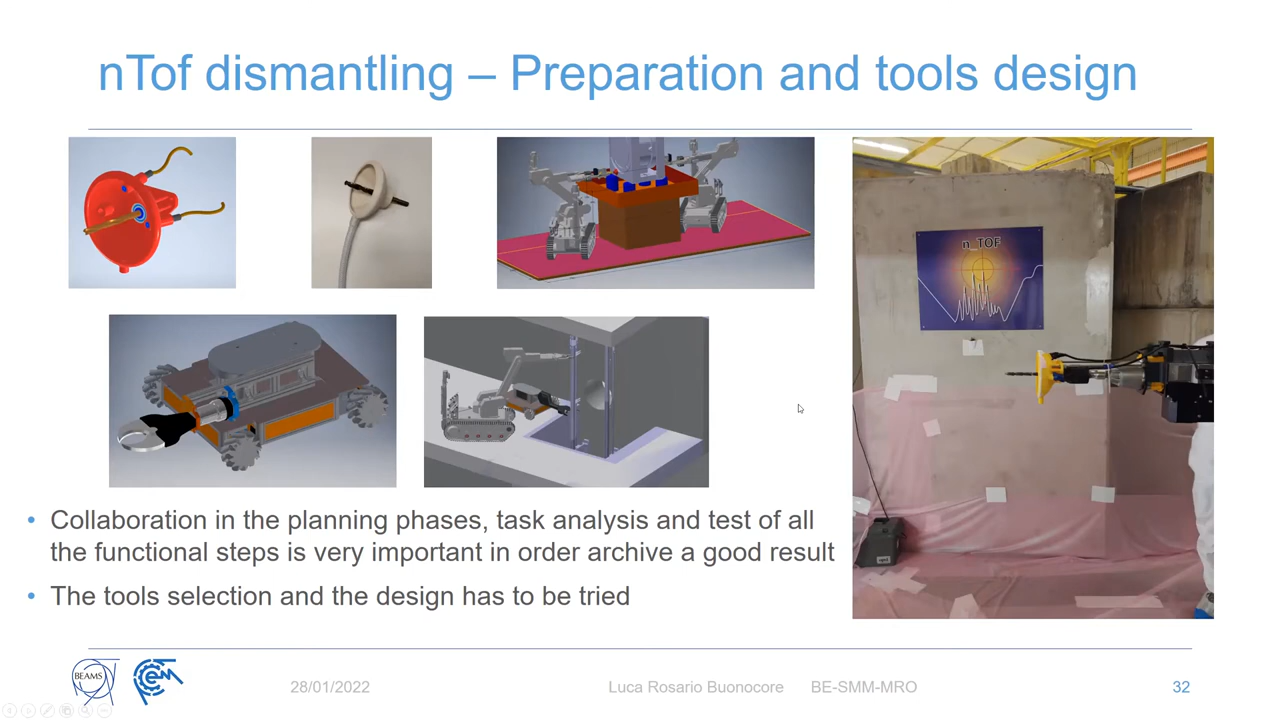 nTof dismantling – Preparation and tools design
n_TOF
Collaboration in the planning phases, task analysis and test of all
the functional steps is very important in order archive a good result
The tools selection and the design has to be tried
BEAMS
28/01/2022
Luca Rosario Buonocore
BE-SMM-MRO
32